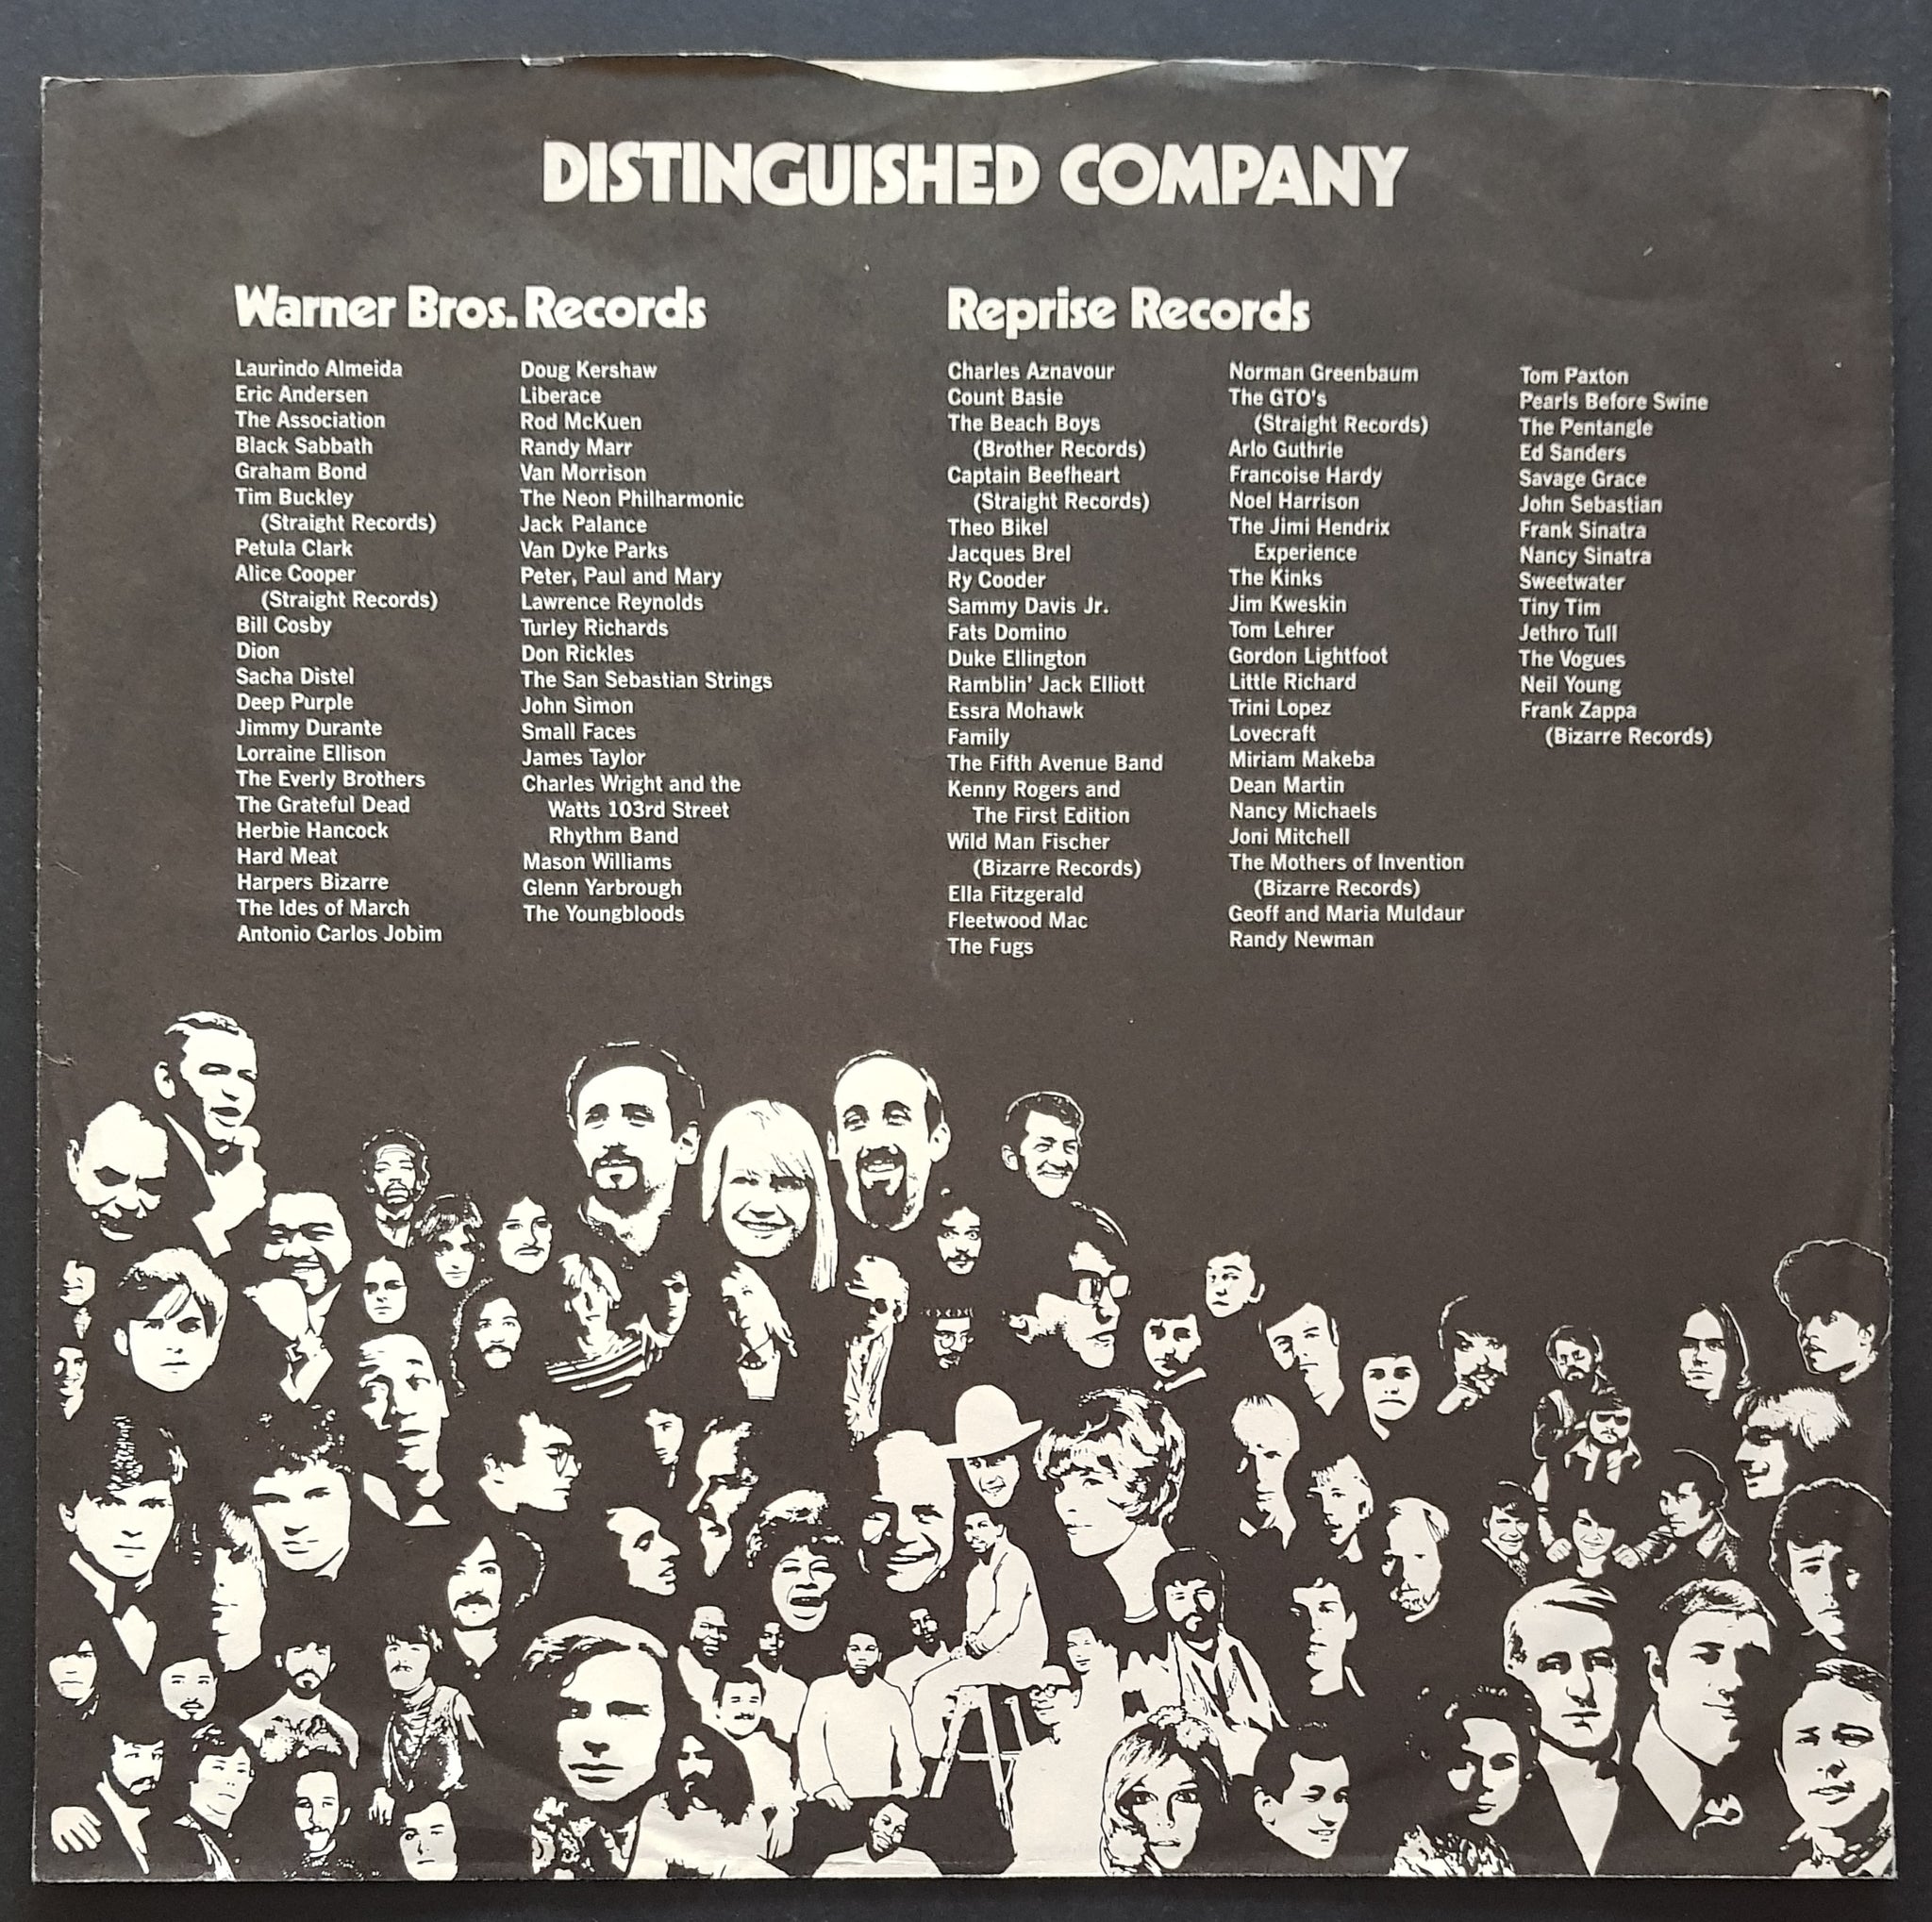 DISTINGUISHED COMPANY
Warner Bros. Records
Laurindo Almeida
Eric Andersen
The Association
Black Sabbath
Graham Bond
Tim Buckley
(Straight Records)
Petula Clark
Alice Cooper
(Straight Records)
Bill Cosby
Dion
Sacha Distel
Deep Purple
Jimmy Durante
Lorraine Ellison
The Everly Brothers
The Grateful Dead
Herbie Hancock
Hard Meat
Harpers Bizarre
The Ides of March
Antonio Carlos Jobim
Doug Kershaw
Liberace
Rod McKuen
Randy Marr
Van Morrison
The Neon Philharmonic
Jack Palance
Van Dyke Parks
Peter, Paul and Mary
Lawrence Reynolds
Turley Richards
Don Rickles
The San Sebastian Strings
John Simon
Small Faces
James Taylor
Charles Wright and the
Watts 103rd Street
Rhythm Band
Mason Williams
Glenn Yarbrough
The Youngbloods
Reprise Records
Charles Aznavour
Count Basie
The Beach Boys
(Brother Records)
Captain Beefheart
(Straight Records)
Theo Bikel
Jacques Brel
Ry Cooder
Sammy Davis Jr.
Fats Domino
Duke Ellington
Ramblin' Jack Elliott
Essra Mohawk
Family
The Fifth Avenue Band
Kenny Rogers and
The First Edition
Wild Man Fischer
(Bizarre Records)
Ella Fitzgerald
Fleetwood Mac
The Fugs
Norman Greenbaum
The GTO's
(Straight Records)
Arlo Guthrie
Francoise Hardy
Noel Harrison
The Jimi Hendrix
Experience
The Kinks
Jim Kweskin
Tom Lehrer
Gordon Lightfoot
Little Richard
Trini Lopez
Lovecraft
Miriam Makeba
Dean Martin
Nancy Michaels
Joni Mitchell
The Mothers of Invention
(Bizarre Records)
Geoff and Maria Muldaur
Randy Newman
Tom Paxton
Pearls Before Swine
The Pentangle
Ed Sanders
Savage Grace
John Sebastian
Frank Sinatra
Nancy Sinatra
Sweetwater
Tiny Tim
Jethro Tull
The Vogues
Neil Young
Frank Zappa
(Bizarre Records)